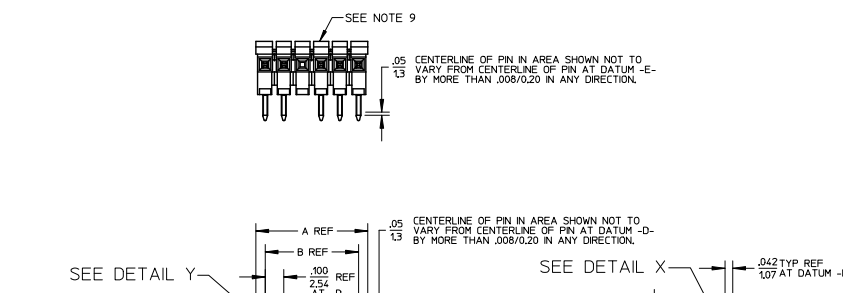 SEE NOTE 9
.05
1.3
CENTERLINE OF PIN IN AREA SHOWN NOT TO
VARY FROM CENTERLINE OF PIN AT DATUM -E-
BY MORE THAN .008/0.20 IN ANY DIRECTION.
A REF
.05
1.3
CENTERLINE OF PIN IN AREA SHOWN NOT TO
VARY FROM CENTERLINE OF PIN AT DATUM -D-
BY MORE THAN .008/0.20 IN ANY DIRECTION.
B REF
SEE DETAIL Y
.100
2.54
REF
SEE DETAIL X
.042 TYP REF
1.07 AT DATUM